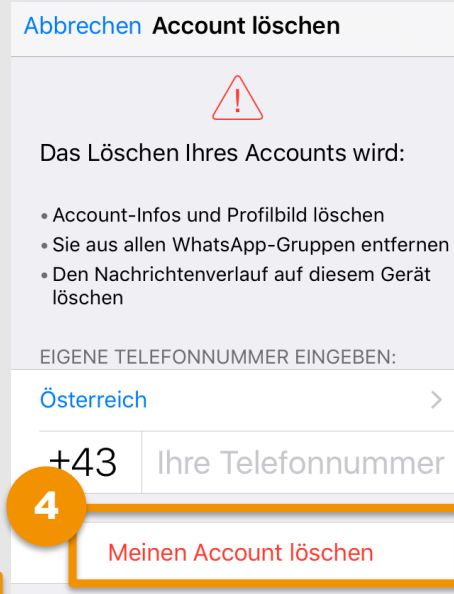 Abbrechen Account löschen
Das Löschen Ihres Accounts wird:
• Account-Infos und Profilbild löschen
• Sie aus allen WhatsApp-Gruppen entfernen
• Den Nachrichtenverlauf auf diesem Gerät
löschen
EIGENE TELEFONNUMMER EINGEBEN:
Österreich
+43 Ihre Telefonnummer
4
Meinen Account löschen